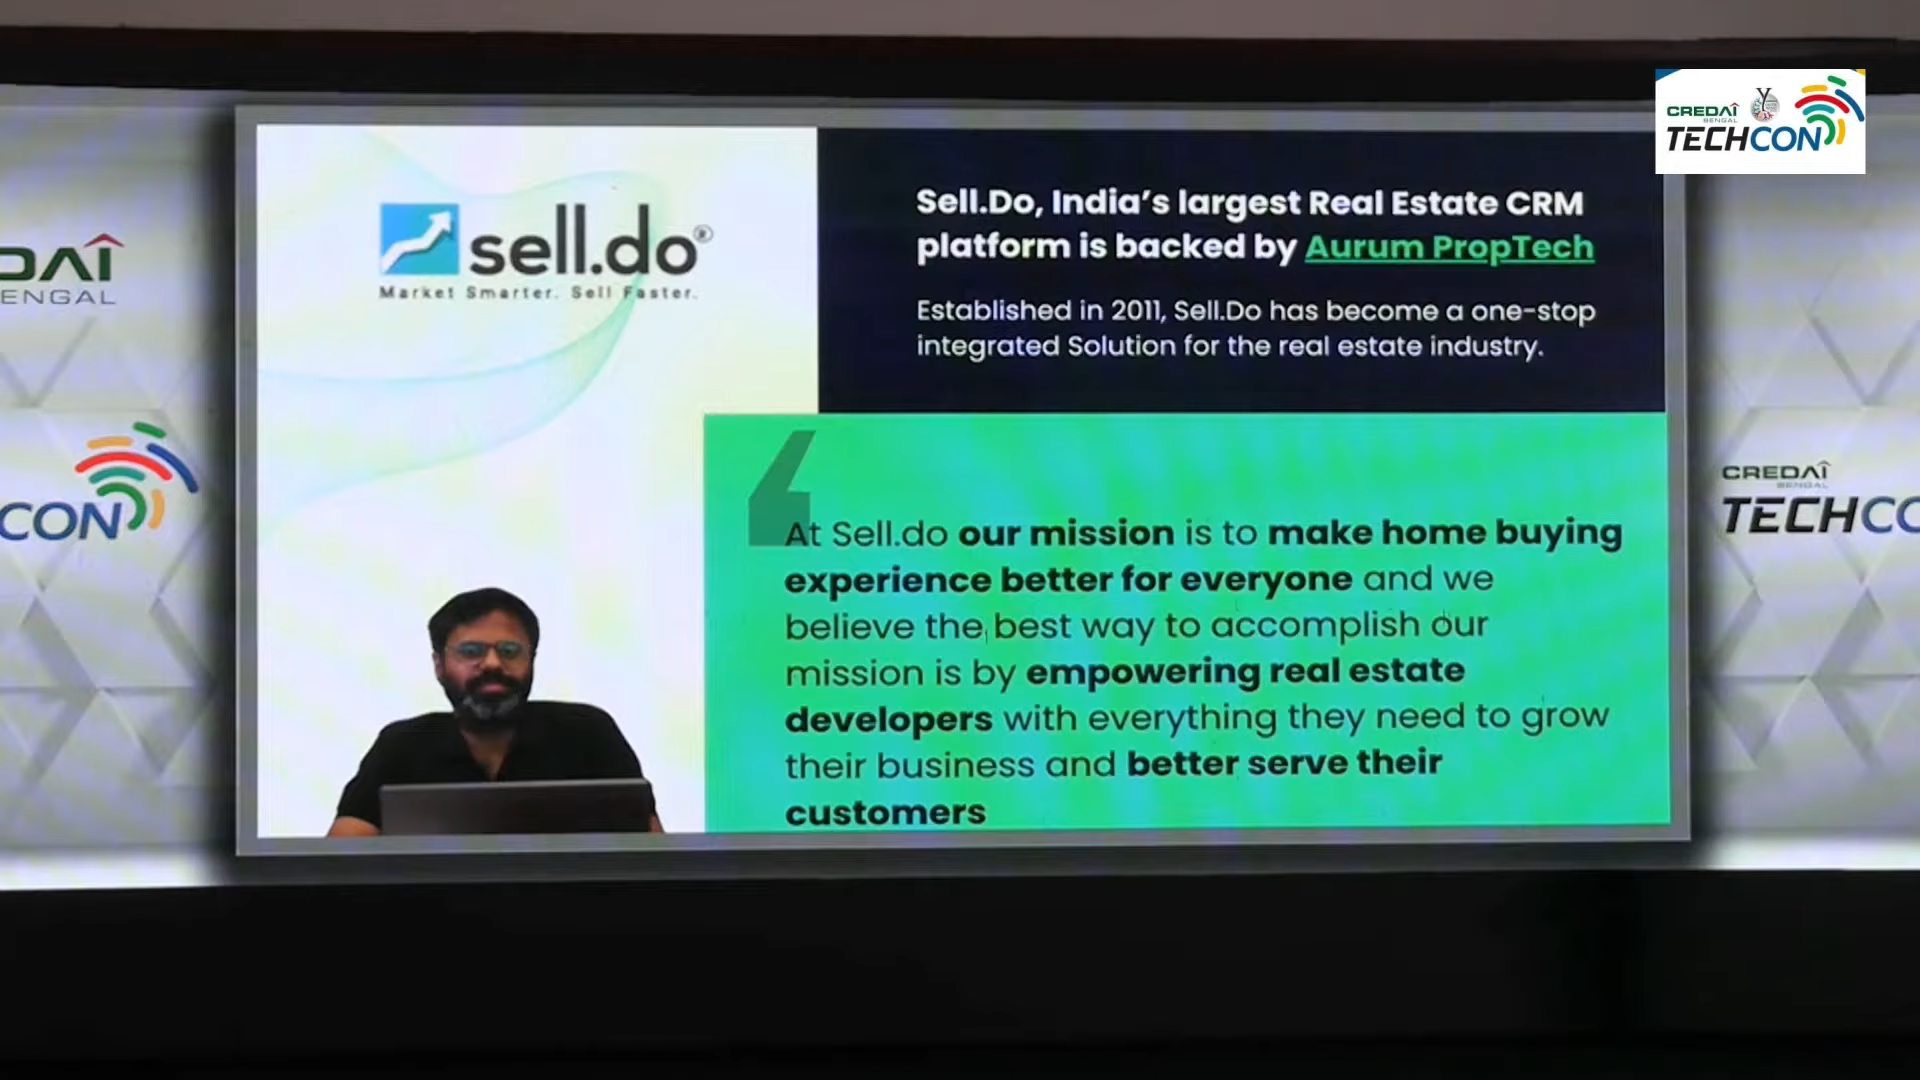 CREDAÎ
BENGAL
TECHCON
sell.do®
Market Smarter. Sell Faster.
Sell.Do, India's largest Real Estate CRM
platform is backed by Aurum PropTech
Established in 2011, Sell.Do has become a one-stop
integrated Solution for the real estate industry.
At Sell.do our mission is to make home buying
experience better for everyone and we
believe the best way to accomplish our
mission is by empowering real estate
developers with everything they need to grow
their business and better serve their
customers
DAÎ
ENGAL
CON
CREDAÎ
BENGAL
TECHCO